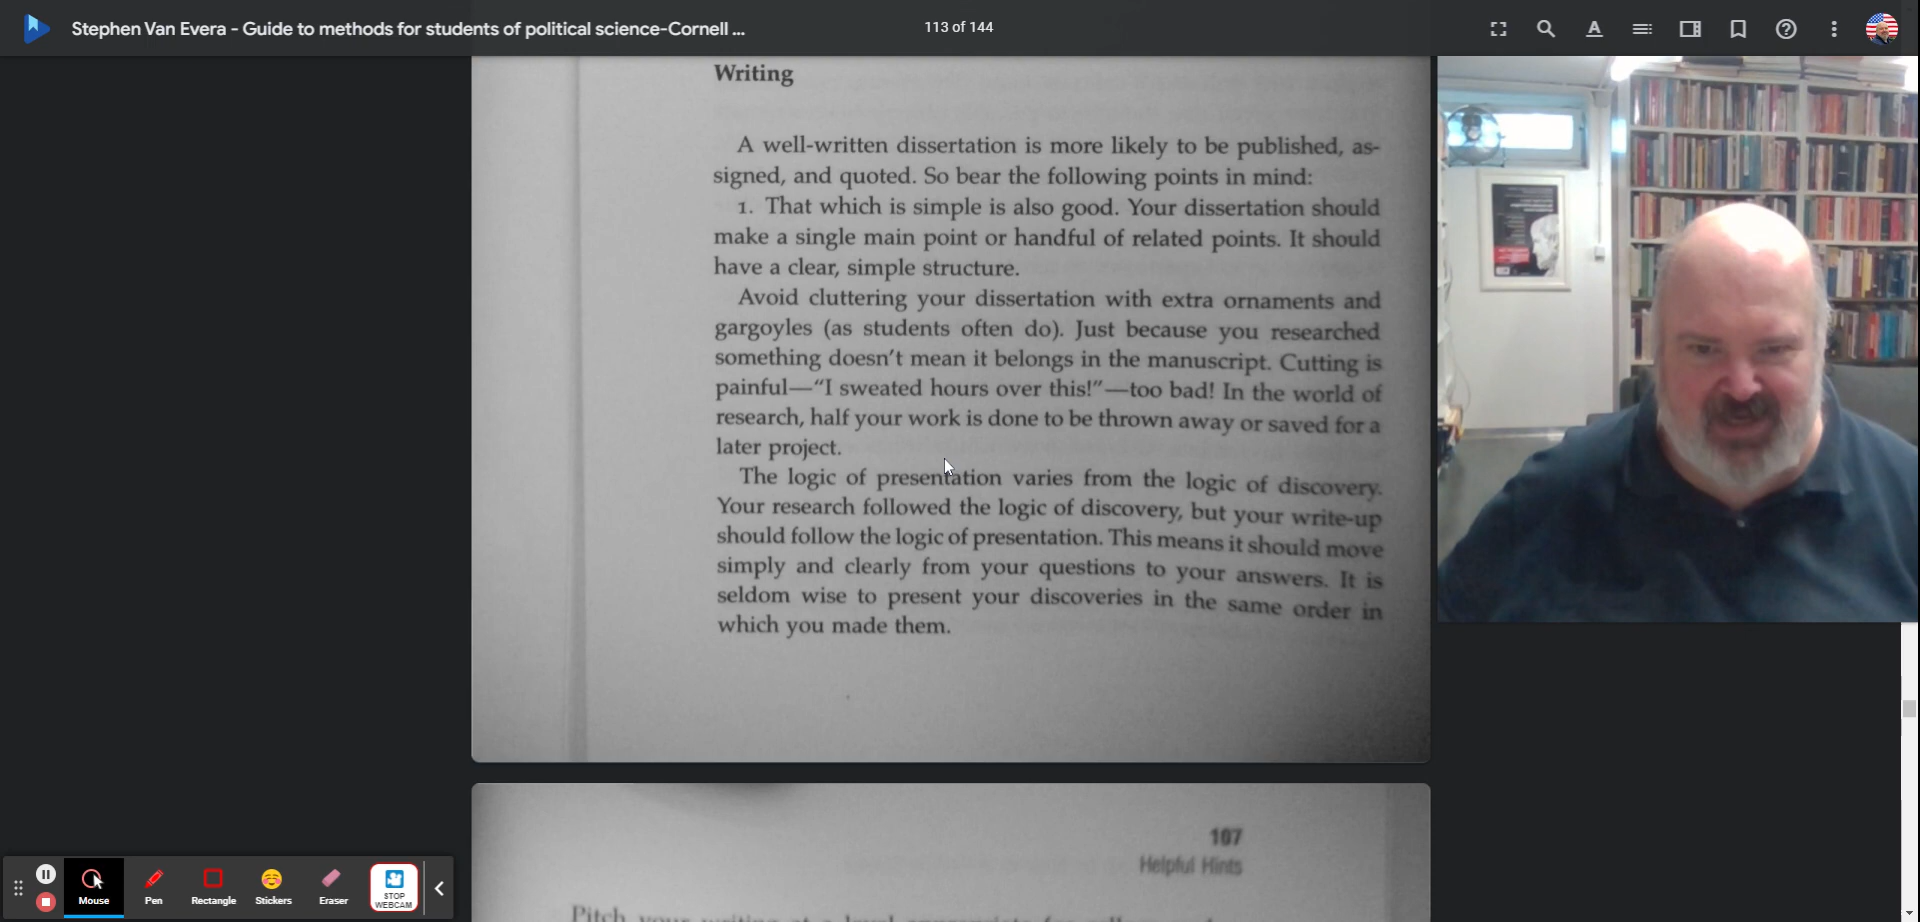 Stephen Van Evera - Guide to methods for students of political science-Cornell ...
113 of 144
Writing
A well-written dissertation is more likely to be published, as-
signed, and quoted. So bear the following points in mind:
1. That which is simple is also good. Your dissertation should
make a single main point or handful of related points. It should
have a clear, simple structure.
Avoid cluttering your dissertation with extra ornaments and
gargoyles (as students often do). Just because you researched
something doesn't mean it belongs in the manuscript. Cutting is
painful—"I sweated hours over this!"—too bad! In the world of
research, half your work is done to be thrown away or saved for a
later project.
The logic of presentation varies from the logic of discovery.
Your research followed the logic of discovery, but your write-up
should follow the logic of presentation. This means it should move
simply and clearly from your questions to your answers. It is
seldom wise to present your discoveries in the same order in
which you made them.
107
Helpful Hints
Pitch your writing at a level appropriate for
Mouse
Pen
Rectangle
Stickers
Eraser
STOP
WEBCAM